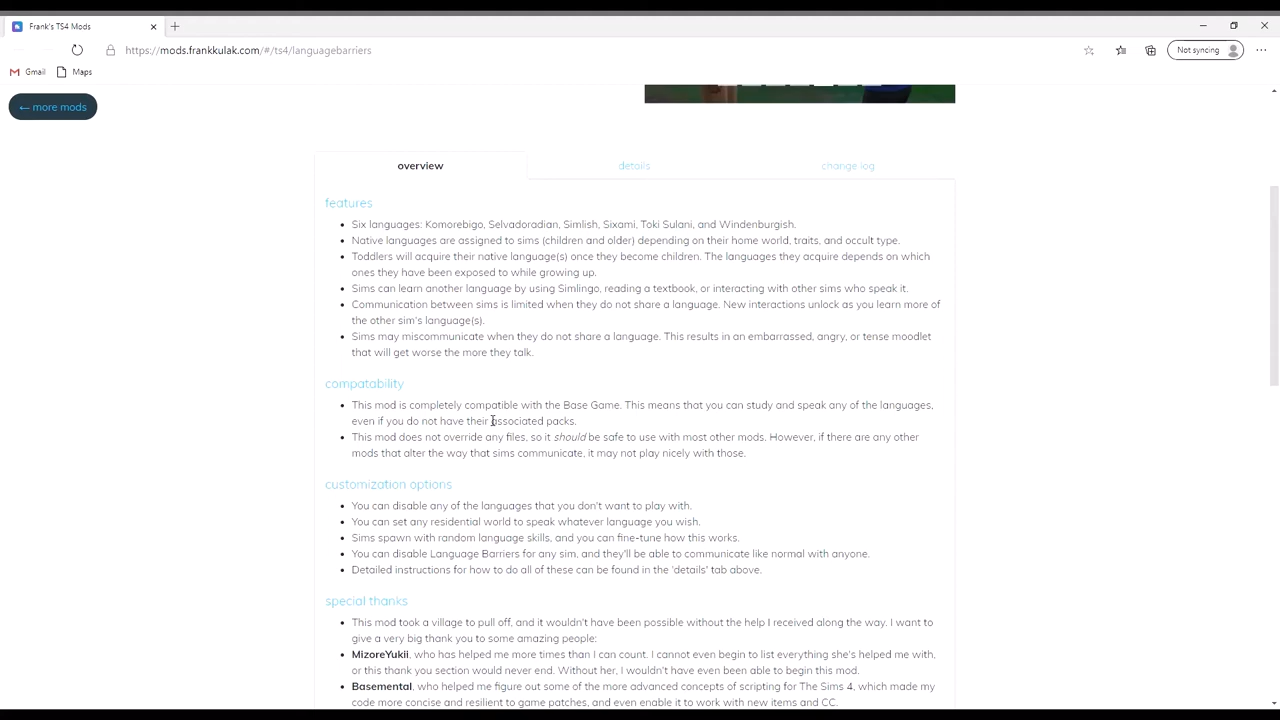 Frank's TS4 Mods
https://mods.frankkulak.com/#/ts4/languagebarriers
Not syncing
Gmail
Maps
← more mods
overview
details
change log
features
Six languages: Komorebigo, Selvadoradian, Simlish, Sixami, Toki Sulani, and Windenburgish.
Native languages are assigned to sims (children and older) depending on their home world, traits, and occult type.
Toddlers will acquire their native language(s) once they become children. The languages they acquire depends on which
ones they have been exposed to while growing up.
Sims can learn another language by using Simlingo, reading a textbook, or interacting with other sims who speak it.
Communication between sims is limited when they do not share a language. New interactions unlock as you learn more of
the other sim's language(s).
Sims may miscommunicate when they do not share a language. This results in an embarrassed, angry, or tense moodlet
that will get worse the more they talk.
compatability
This mod is completely compatible with the Base Game. This means that you can study and speak any of the languages,
even if you do not have their associated packs.
This mod does not override any files, so it should be safe to use with most other mods. However, if there are any other
mods that alter the way that sims communicate, it may not play nicely with those.
customization options
You can disable any of the languages that you don't want to play with.
You can set any residential world to speak whatever language you wish.
Sims spawn with random language skills, and you can fine-tune how this works.
You can disable Language Barriers for any sim, and they'll be able to communicate like normal with anyone.
Detailed instructions for how to do all of these can be found in the 'details' tab above.
special thanks
This mod took a village to pull off, and it wouldn't have been possible without the help I received along the way. I want to
give a very big thank you to some amazing people:
MizoreYukii, who has helped me more times than I can count. I cannot even begin to list everything she's helped me with,
or this thank you section would never end. Without her, I wouldn't have even been able to begin this mod.
Basemental, who helped me figure out some of the more advanced concepts of scripting for The Sims 4, which made my
code more concise and resilient to game patches, and even enable it to work with new items and CC.